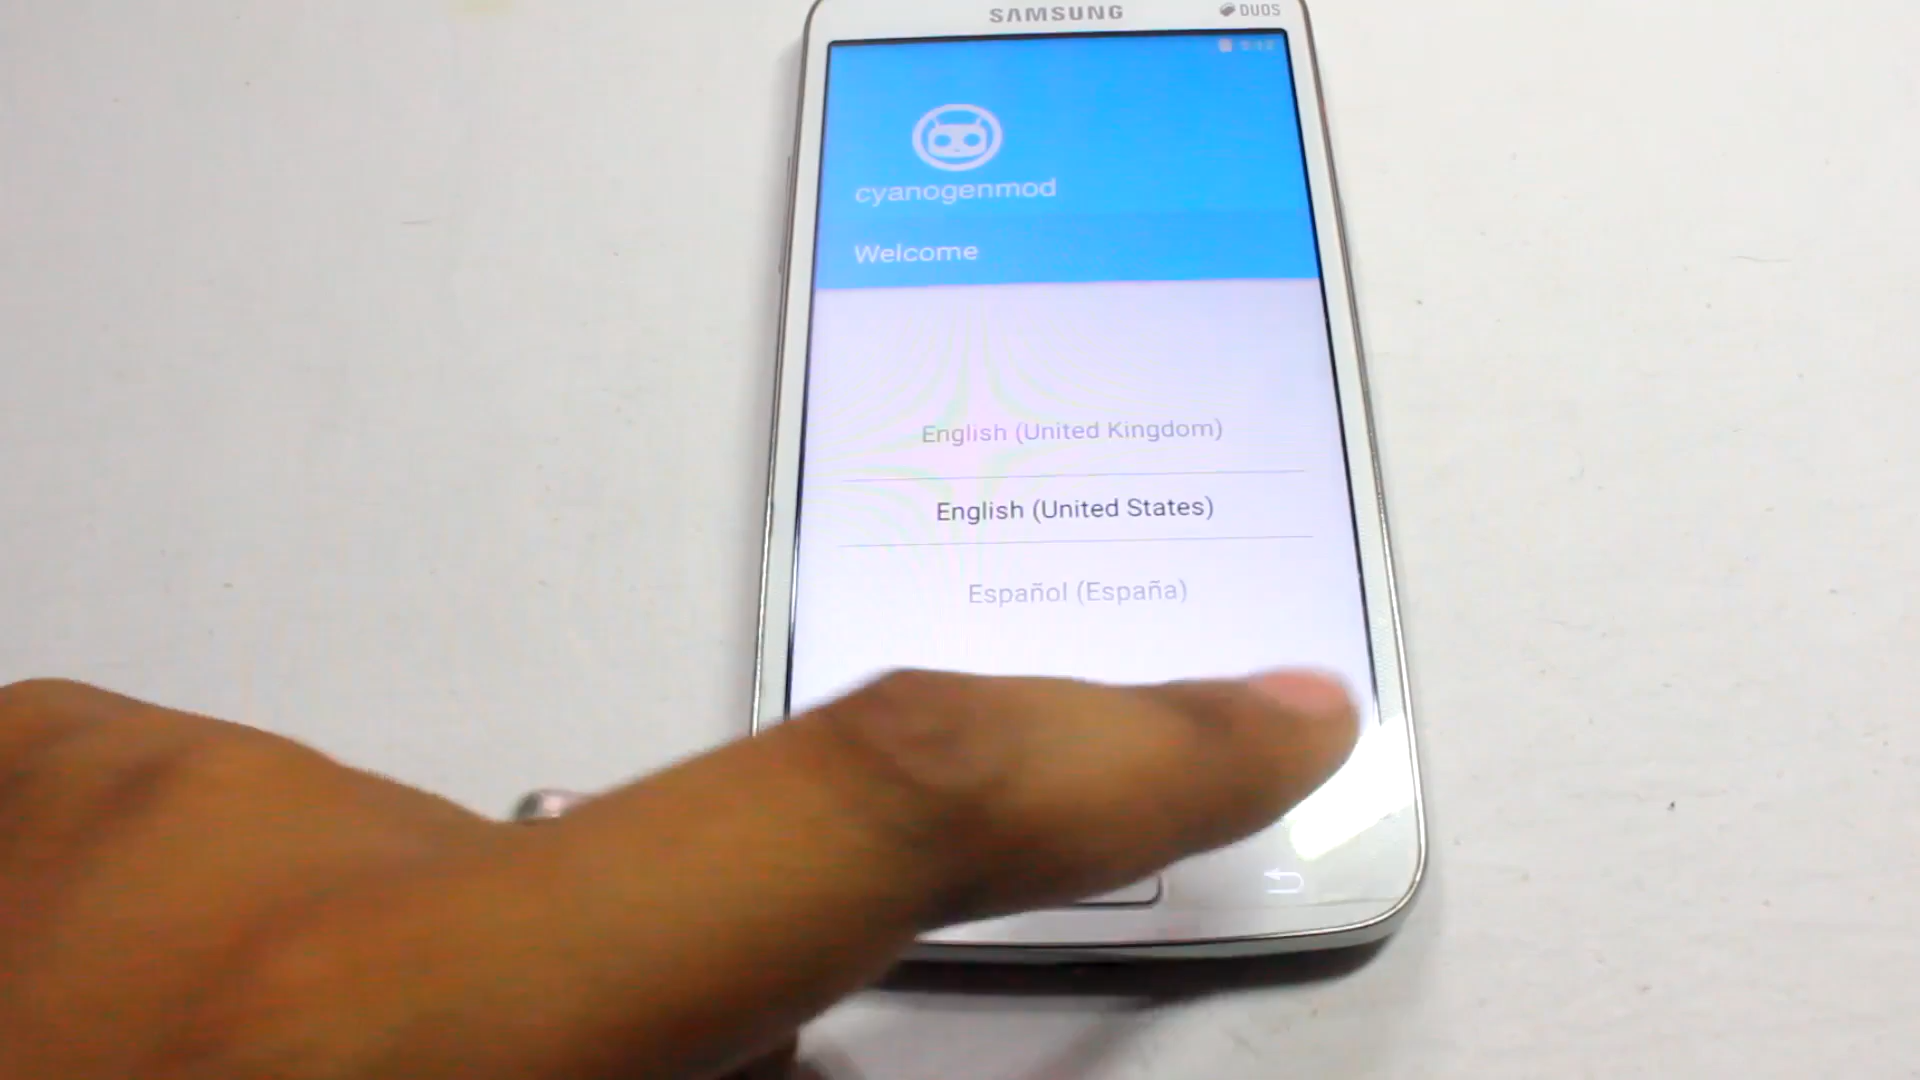 SAMSUNG
DUOS
cyanogenmod
Welcome
English (United Kingdom)
English (United States)
Español (España)